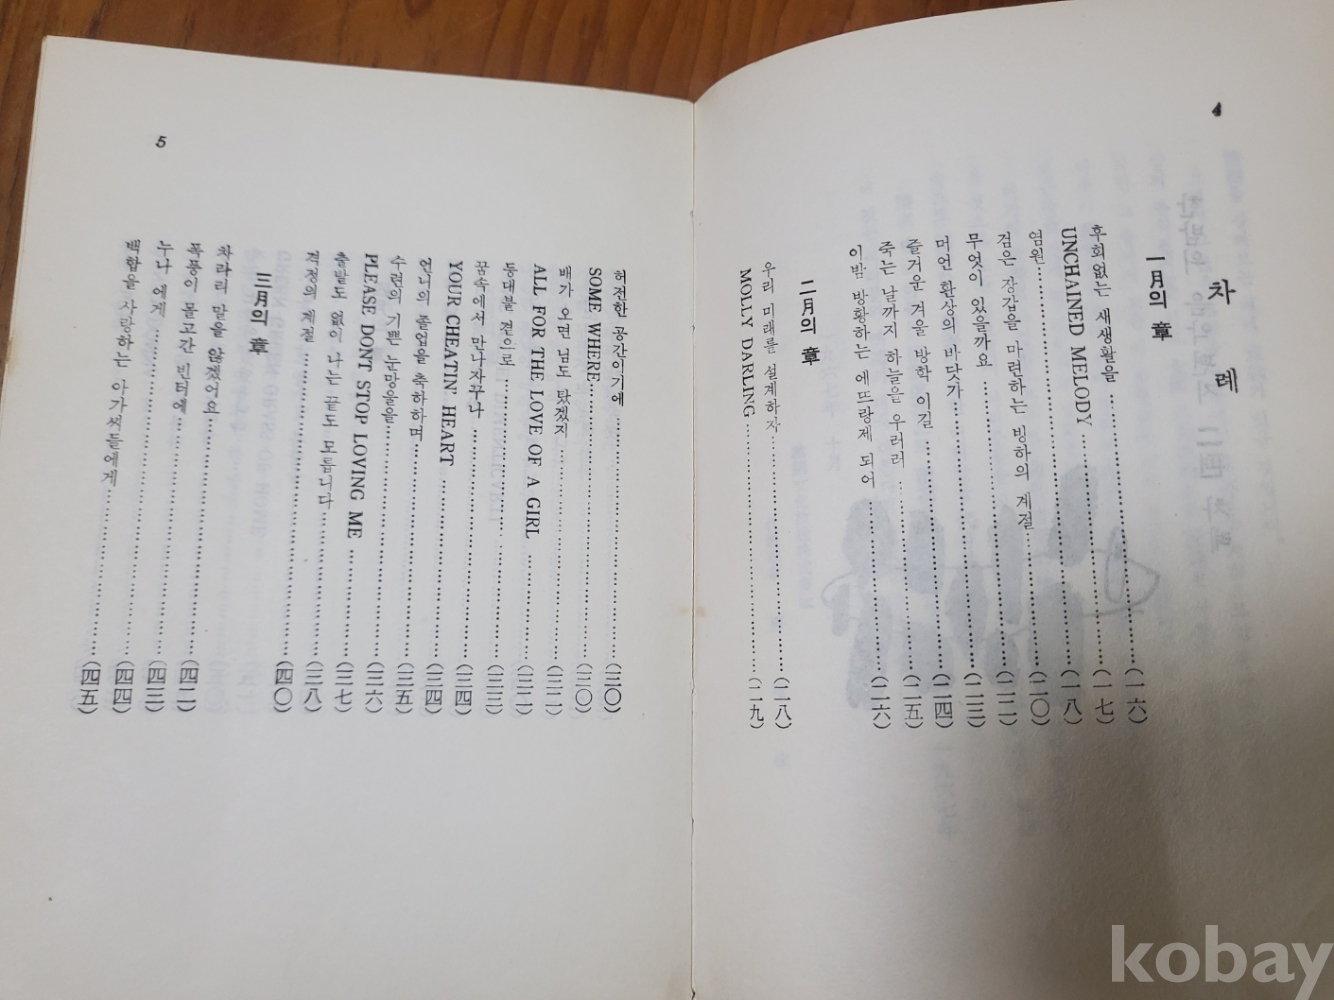 4
차 례
一月의 章
후회없는 새생활을 ……………………(一六)
UNCHAINED MELODY……………………(一七)
염원……………………(一八)
검은 장갑을 마련하는 빙하의 계절……………………(二〇)
무엇이 있을까요 ……………………(二二)
머언 환상의 바닷가……………………(二三)
즐거운 겨울 방학 이길 ……………………(二四)
죽는 날까지 하늘을 우러러 ……………………(二五)
이밤 방황하는 에뜨랑제 되어 ……………………(二六)
二月의 章
우리 미래를 설계하자 ……………………(二八)
MOLLY DARLING ……………………(二九)
5
허전한 공간이기에 ……………………(三〇)
SOME WHERE……………………(三〇)
배가 오면 님도 탔겠지……………………(三一)
ALL FOR THE LOVE OF A GIRL ……………………(三二)
등대불 곁으로……………………(三三)
꿈속에서 만나자꾸나 ……………………(三四)
YOUR CHEATIN' HEART ……………………(三四)
언니의 졸업을 축하하며……………………(三五)
수련의 기쁜 눈망울을……………………(三六)
PLEASE DON'T STOP LOVING ME ……………………(三七)
출발도 없이 나는 끝도 모릅니다……………………(三八)
격정의 계절 ……………………(四〇)
三月의 章
차라리 말을 않겠어요……………………(四二)
폭풍이 몰고간 빈터에……………………(四三)
누나 에게 ……………………(四四)
백합을 사랑하는 아가씨들에게 ……………………(四五)
kobay